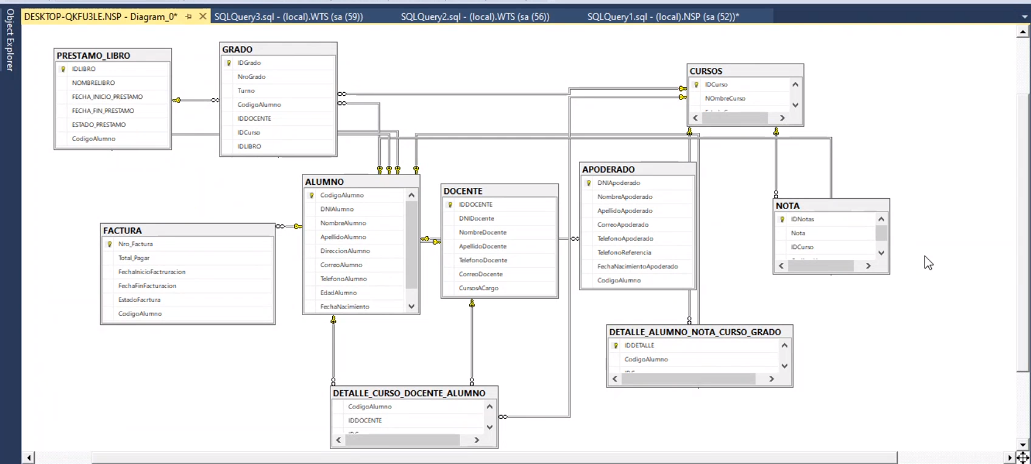 DESKTOP-QKFU3LE.NSP - Diagram_0*
SQLQuery3.sql - (local).WTS (sa (59))
SQLQuery2.sql - (local).WTS (sa (56))
SQLQuery1.sql - (local).NSP (sa (52))*
Object Explorer
PRESTAMO_LIBRO
IDLIBRO
NOMBRELIBRO
FECHA_INICIO_PRESTAMO
FECHA_FIN_PRESTAMO
ESTADO_PRESTAMO
CodigoAlumno
GRADO
IDGrado
NroGrado
Turno
CodigoAlumno
IDDOCENTE
IDCurso
IDLIBRO
CURSOS
IDCurso
NOmbreCurso
ALUMNO
CodigoAlumno
DNIAlumno
NombreAlumno
ApellidoAlumno
DireccionAlumno
CorreoAlumno
TelefonoAlumno
EdadAlumno
FechaNacimiento
DOCENTE
IDDOCENTE
DNIDocente
NombreDocente
ApellidoDocente
TelefonoDocente
CorreoDocente
CursosACargo
APODERADO
DNIApoderado
NombreApoderado
ApellidoApoderado
CorreoApoderado
TelefonoApoderado
TelefonoReferencia
FechaNacimientoApoderado
CodigoAlumno
NOTA
IDNotas
Nota
IDCurso
FACTURA
Nro_Factura
Total_Pagar
FechaInicioFacturacion
FechaFinFacturacion
EstadoFacrtura
CodigoAlumno
DETALLE_ALUMNO_NOTA_CURSO_GRADO
IDDETALLE
CodigoAlumno
DETALLE_CURSO_DOCENTE_ALUMNO
CodigoAlumno
IDDOCENTE